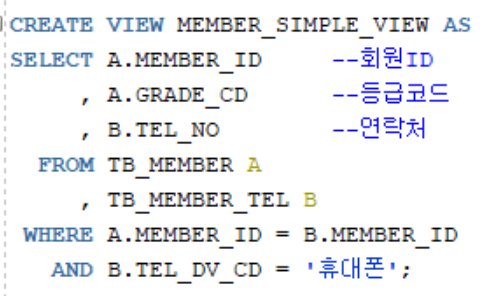 CREATE VIEW MEMBER_SIMPLE_VIEW AS
SELECT A.MEMBER_ID --회원ID
, A.GRADE_CD --등급코드
, B.TEL_NO --연락처
FROM TB_MEMBER A
, TB_MEMBER_TEL B
WHERE A.MEMBER_ID = B.MEMBER_ID
AND B.TEL_DV_CD = '휴대폰';